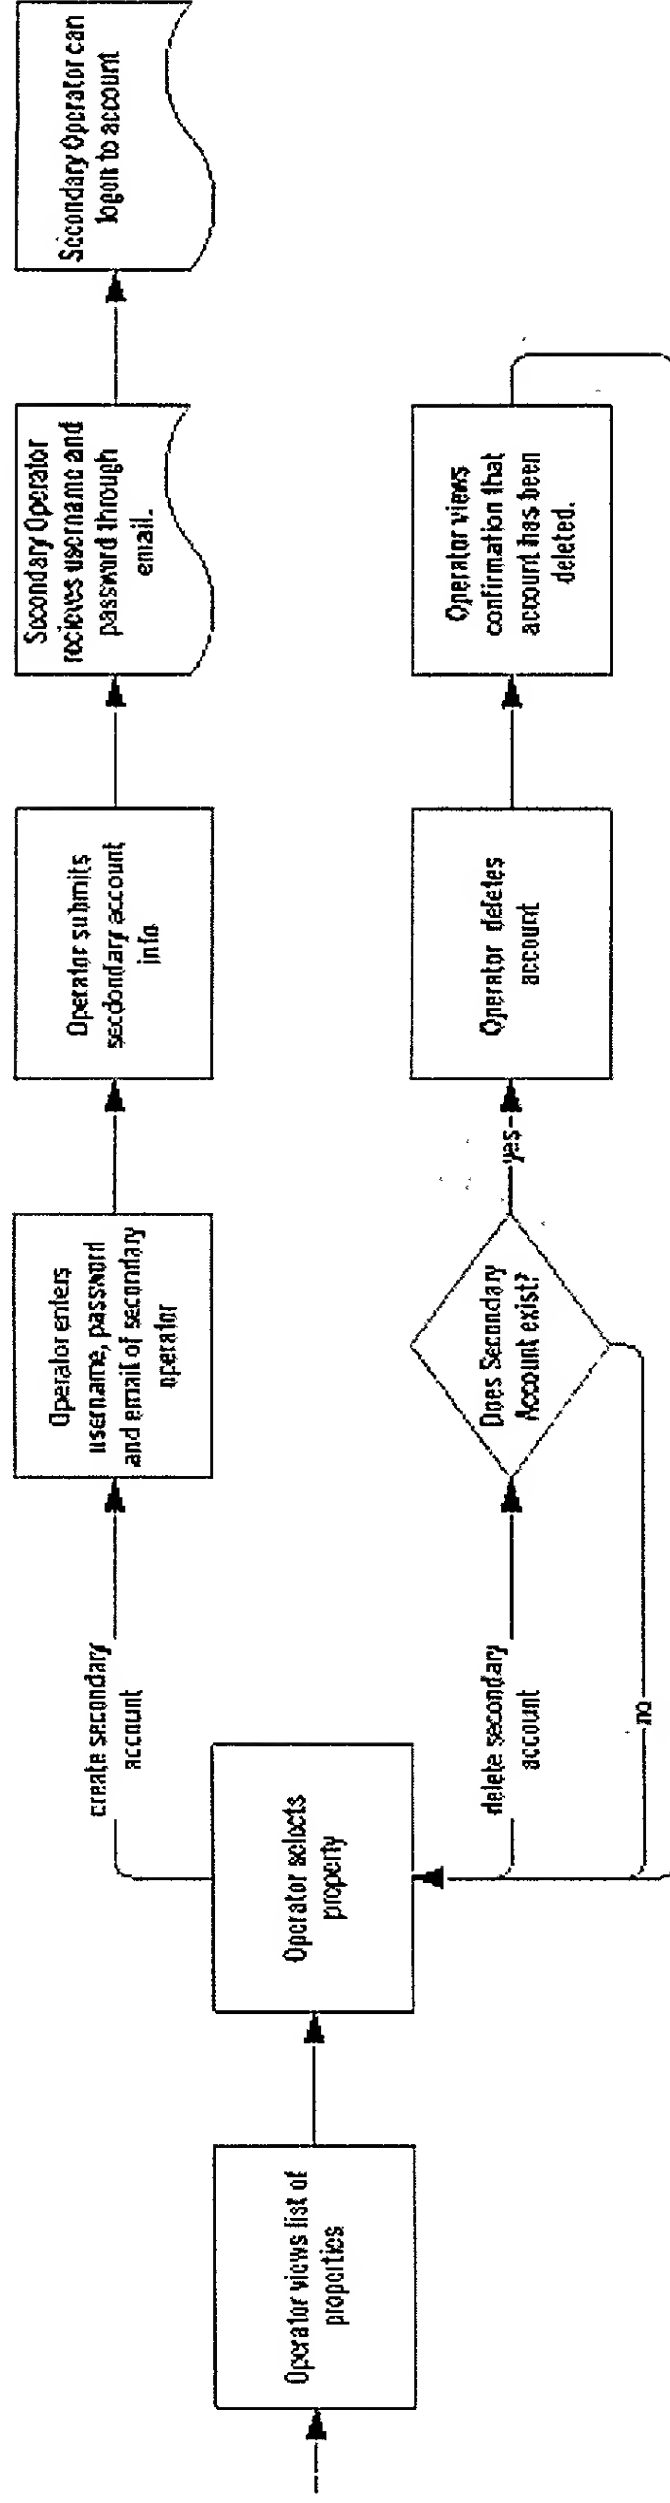 Operator views list of
properties
Operator selects
property
create secondary
account
Operator enters
username, password
and email of secondary
operator
Operator submits
secdondary account
info
Secondary Operator
recieves username and
password through
email.
Secondary Operator can
logon to account
delete secondary
account
Does Secondary
Account exist?
yes
no
Operator deletes
account
Operator views
confirmation that
account has been
deleted.